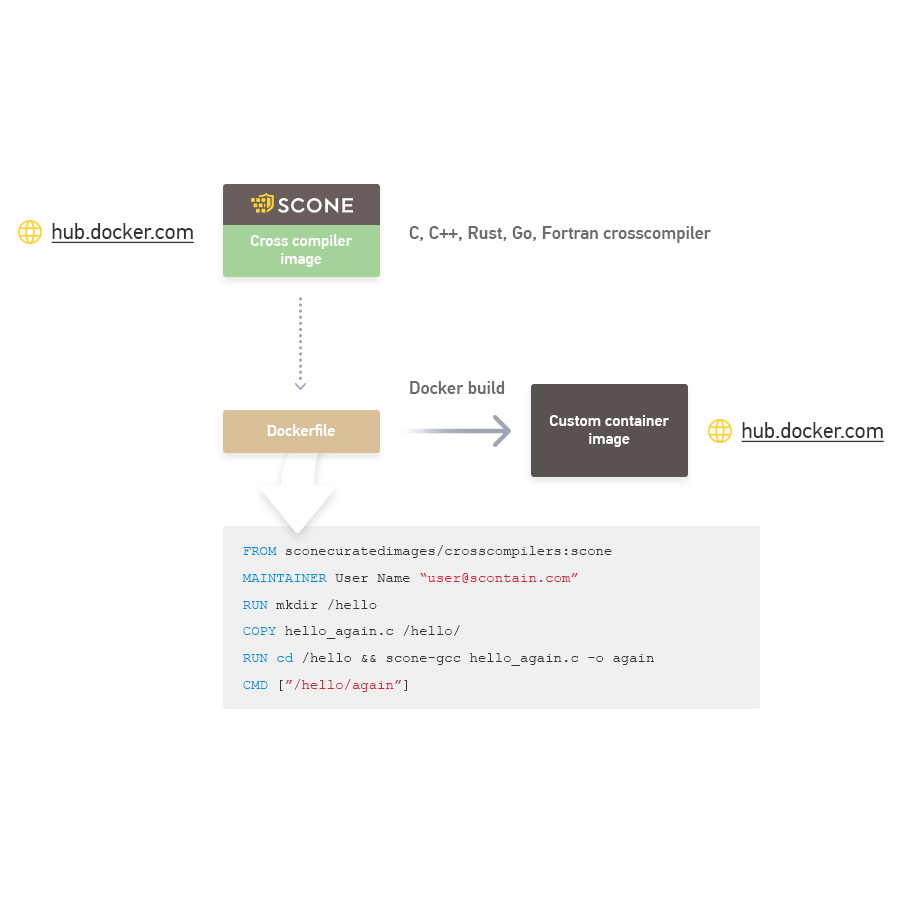 SCONE
hub.docker.com
Cross compiler
image
C, C++, Rust, Go, Fortran crosscompiler
Docker build
Dockerfile
Custom container
image
hub.docker.com
FROM sconecuratedimages/crosscompilers:scone
MAINTAINER User Name “user@scontain.com”
RUN mkdir /hello
COPY hello_again.c /hello/
RUN cd /hello && scone-gcc hello_again.c -o again
CMD [”/hello/again”]